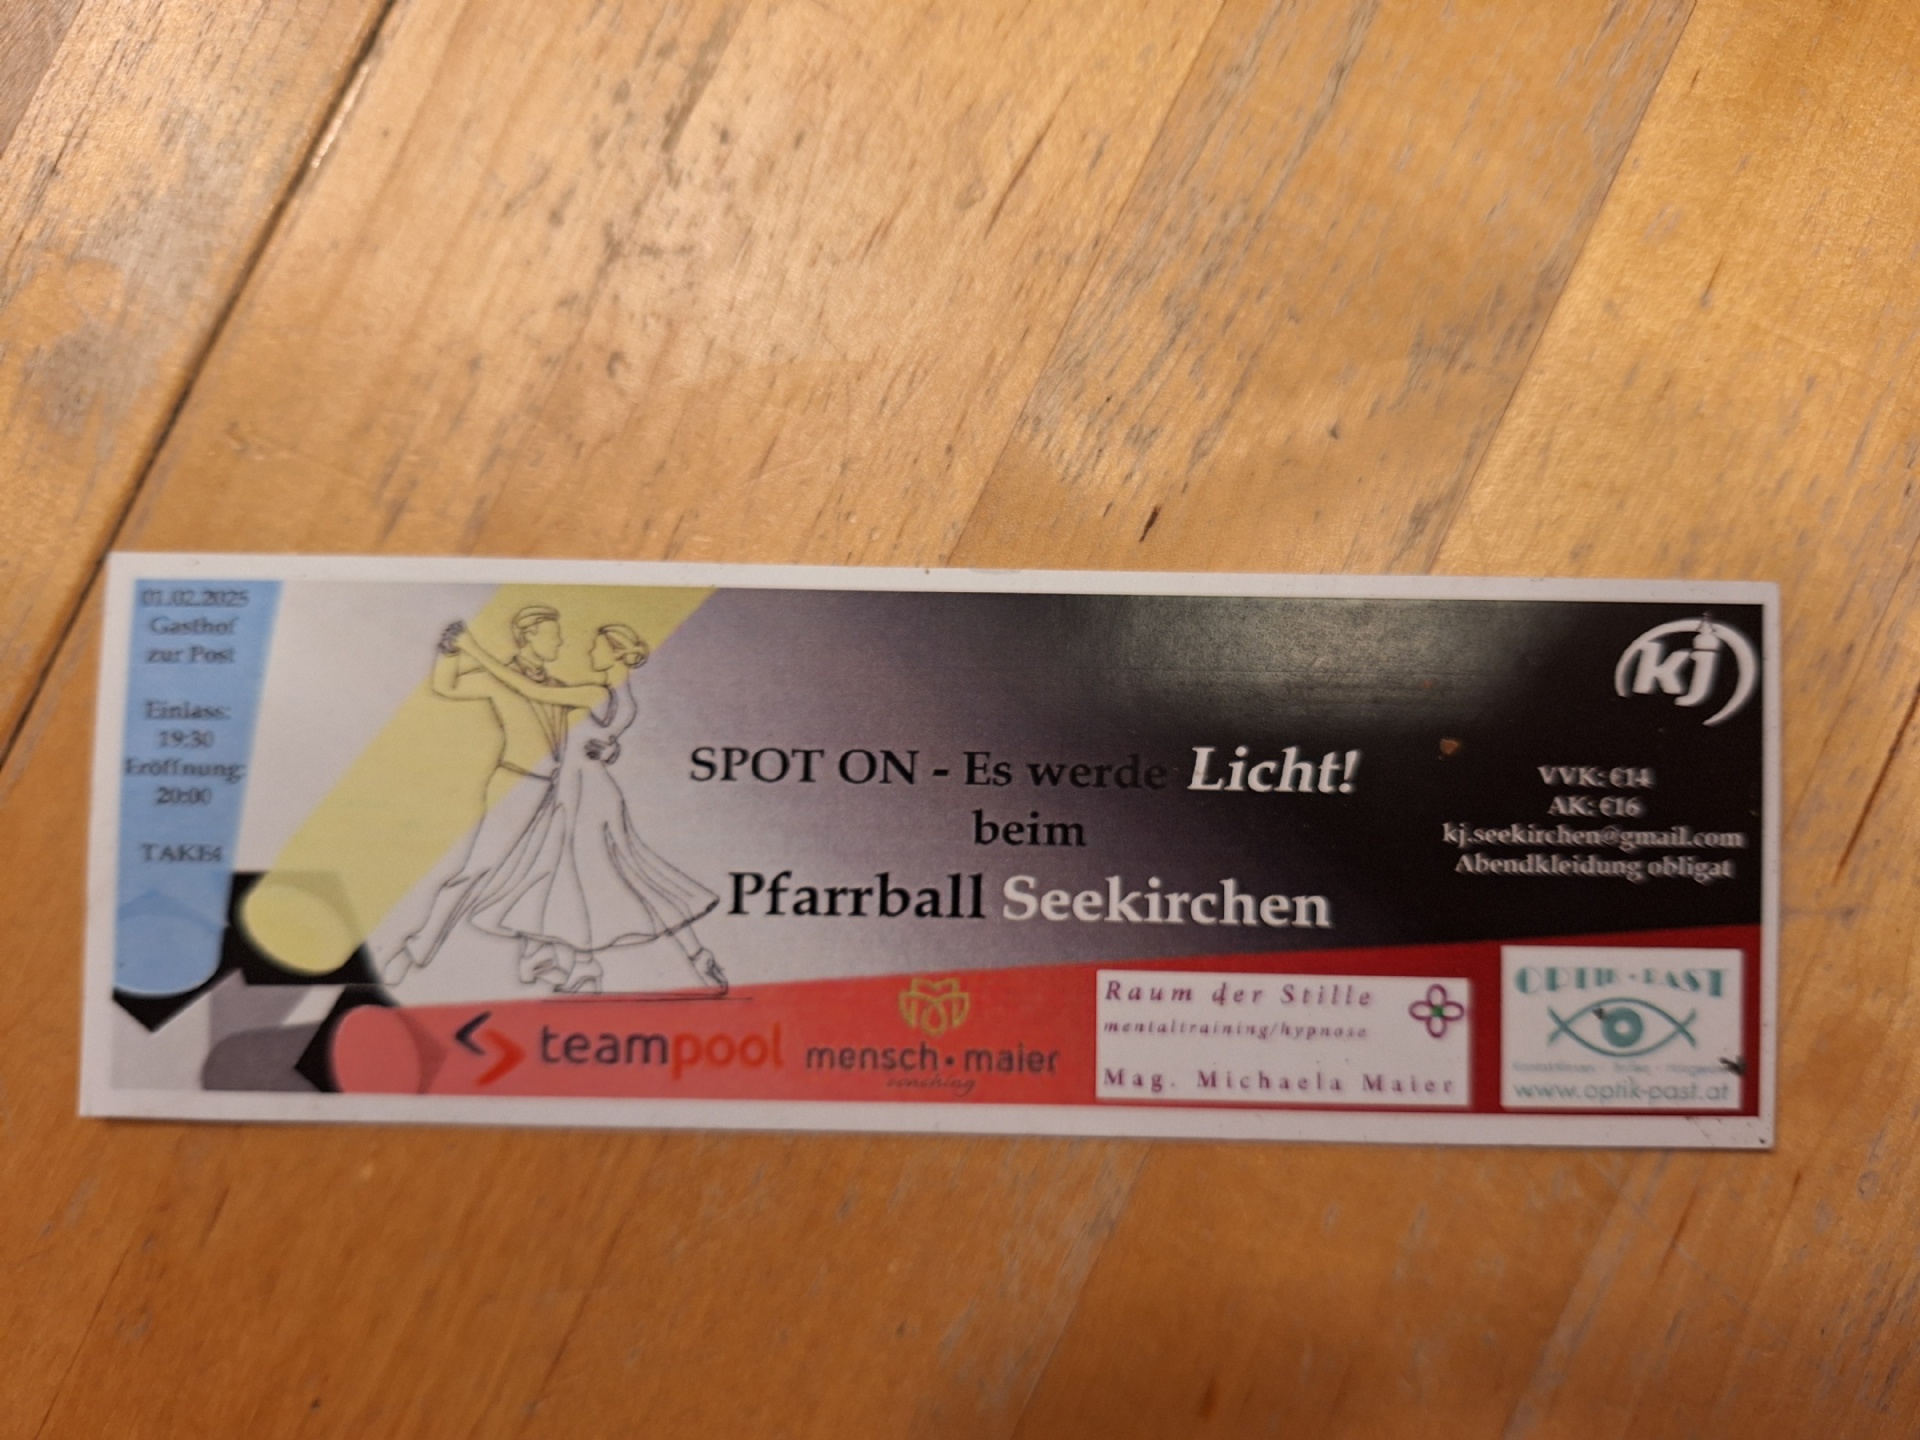 01.02.2025
Gasthof
zur Post
Einlass:
19:30
Eröffnung:
20:00
TAKE4
SPOT ON - Es werde Licht!
beim
Pfarrball Seekirchen
kj
VVK: €14
AK: €16
kj.seekirchen@gmail.com
Abendkleidung obligat
teampool
mensch • maier
coaching
Raum der Stille
mentaltraining/hypnose
Mag. Michaela Maier
OPTIK • PAST
www.optik-past.at